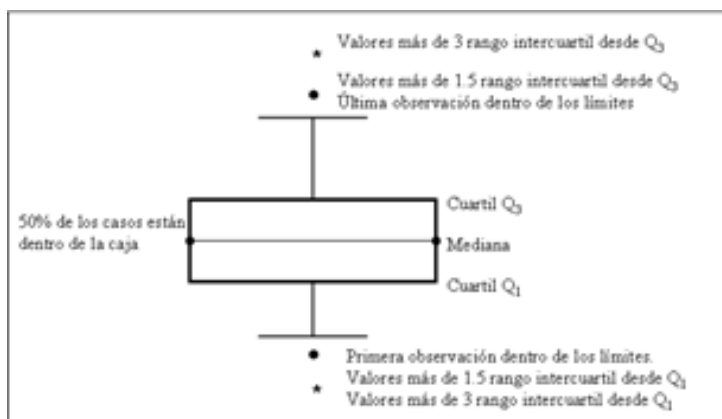 Valores más de 3 rango intercuartil desde Q3
Valores más de 1.5 rango intercuartil desde Q3
Última observación dentro de los límites
Cuartil Q3
50% de los casos están
dentro de la caja
Mediana
Cuartil Q1
Primera observación dentro de los límites.
Valores más de 1.5 rango intercuartil desde Q1
Valores más de 3 rango intercuartil desde Q1